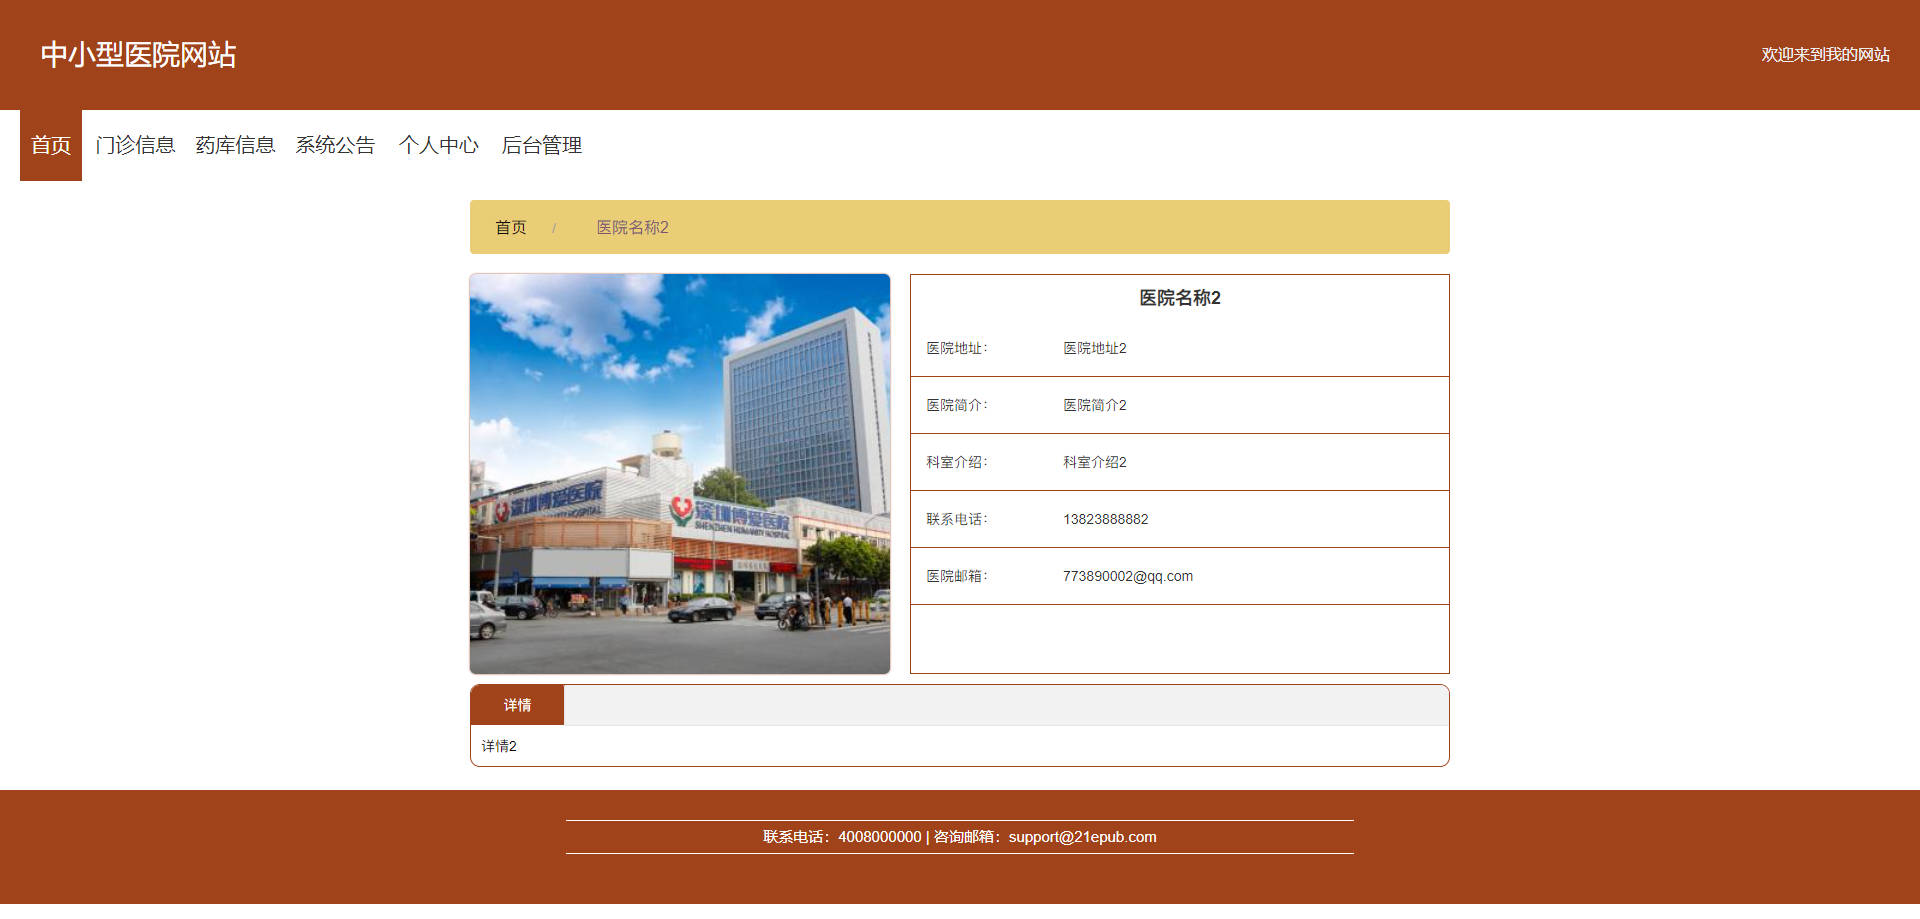 中小型医院网站
欢迎来到我的网站
首页 门诊信息 药库信息 系统公告 个人中心 后台管理
首页 / 医院名称2
深圳博爱医院
深圳博爱医院
SHENZHEN HUMANITY HOSPITAL
医院名称2
医院地址： 医院地址2
医院简介： 医院简介2
科室介绍： 科室介绍2
联系电话： 13823888882
医院邮箱： 773890002@qq.com
详情
详情2
联系电话：4008000000 | 咨询邮箱：support@21epub.com